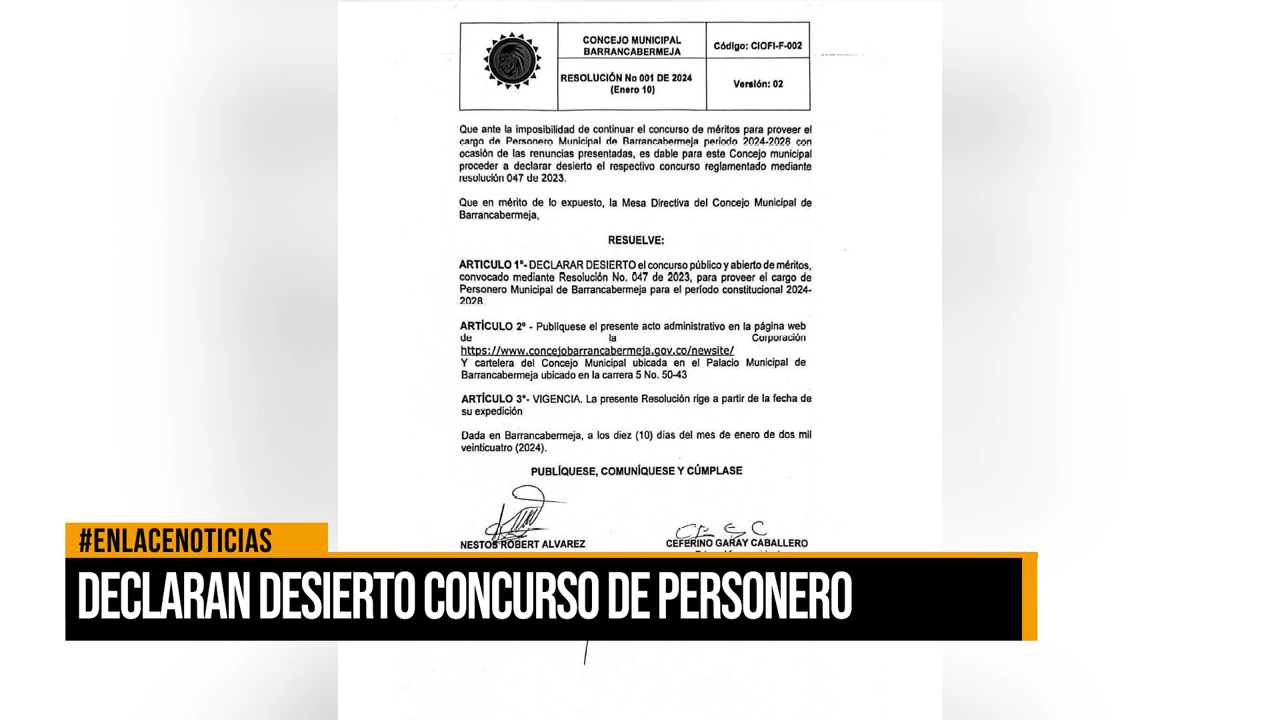 CONCEJO MUNICIPAL
BARRANCABERMEJA
Código: CIOFI-F-002
RESOLUCIÓN No 001 DE 2024
(Enero 10)
Versión: 02
Que ante la imposibilidad de continuar el concurso de méritos para proveer el
cargo de Personero Municipal de Barrancabermeja periodo 2024-2028 con
ocasión de las renuncias presentadas, es dable para este Concejo municipal
proceder a declarar desierto el respectivo concurso reglamentado mediante
resolución 047 de 2023.
Que en mérito de lo expuesto, la Mesa Directiva del Concejo Municipal de
Barrancabermeja,
RESUELVE:
ARTICULO 1°- DECLARAR DESIERTO el concurso público y abierto de méritos,
convocado mediante Resolución No. 047 de 2023, para proveer el cargo de
Personero Municipal de Barrancabermeja para el período constitucional 2024-
2028.
ARTÍCULO 2º - Publíquese el presente acto administrativo en la página web
de la Corporación
https://www.concejobarrancabermeja.gov.co/newsite/
Y cartelera del Concejo Municipal ubicada en el Palacio Municipal de
Barrancabermeja ubicado en la carrera 5 No. 50-43
ARTÍCULO 3°- VIGENCIA. La presente Resolución rige a partir de la fecha de
su expedición
Dada en Barrancabermeja, a los diez (10) días del mes de enero de dos mil
veinticuatro (2024).
PUBLÍQUESE, COMUNÍQUESE Y CÚMPLASE
NESTOS ROBERT ALVAREZ
CEFERINO GARAY CABALLERO
#ENLACENOTICIAS
DECLARAN DESIERTO CONCURSO DE PERSONERO